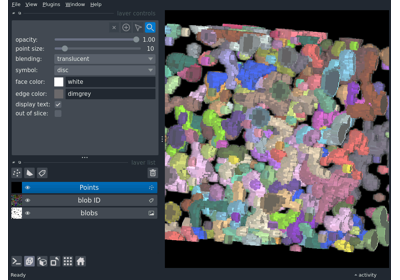 File View Plugins Window Help
layer controls
opacity: 1.00
point size: 10
blending: translucent
symbol: disc
face color: white
edge color: dimgrey
display text:
out of slice:
layer list
Points
blob ID
blobs
Ready
activity